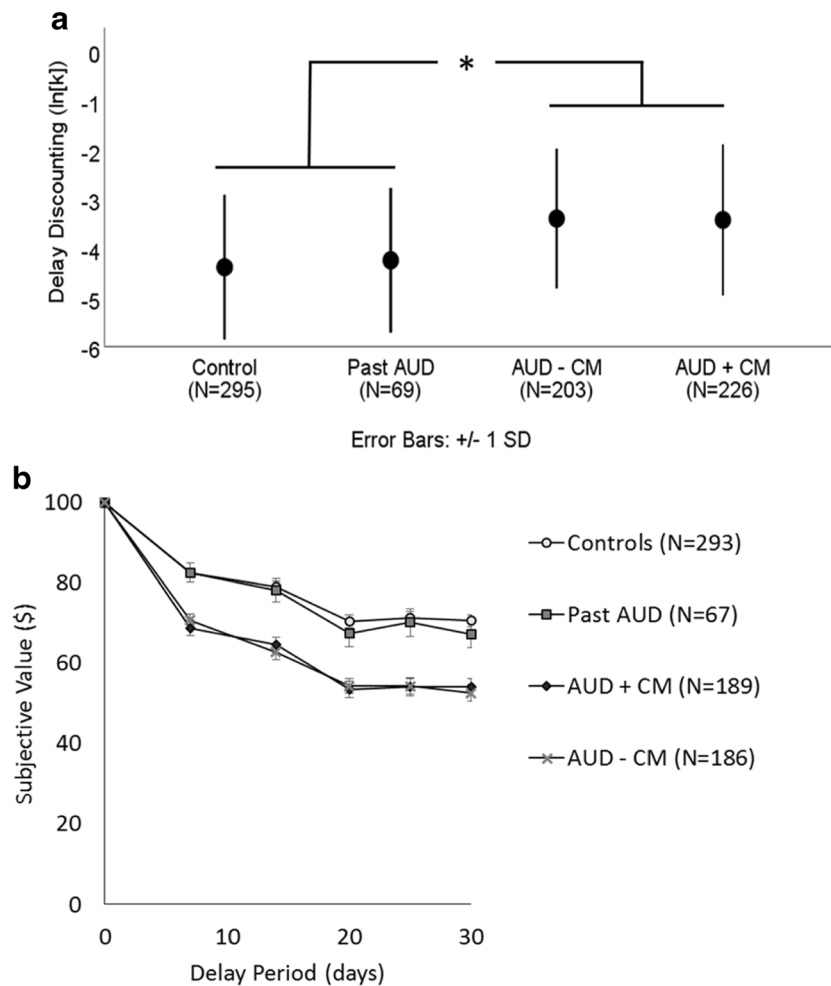 a
Delay Discounting (ln[k])
0
-1
-2
-3
-4
-5
-6
*
Control
(N=295)
Past AUD
(N=69)
AUD - CM
(N=203)
AUD + CM
(N=226)
Error Bars: +/- 1 SD
b
Subjective Value ($)
100
80
60
40
20
0
0 10 20 30
Delay Period (days)
Controls (N=293)
Past AUD (N=67)
AUD + CM (N=189)
AUD - CM (N=186)